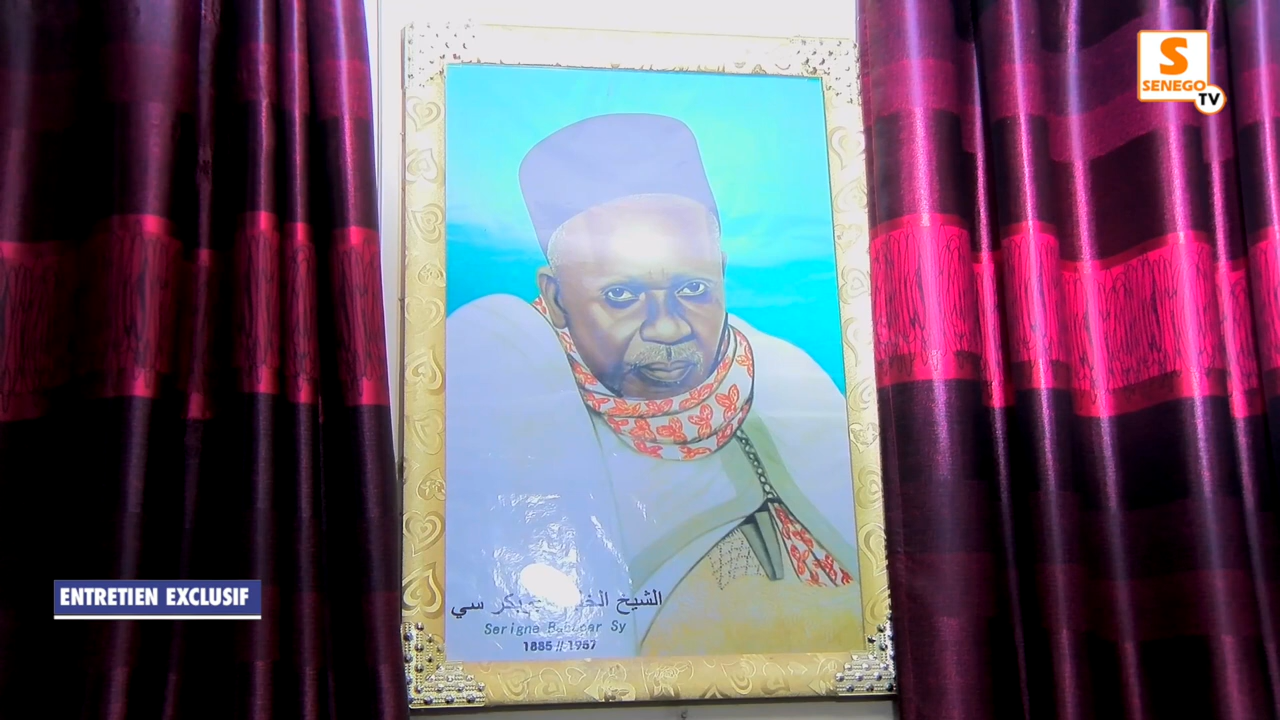 S
SENEGO
TV
ENTRETIEN EXCLUSIF
الشيخ سي
Serigne Sy
1885 // 1957